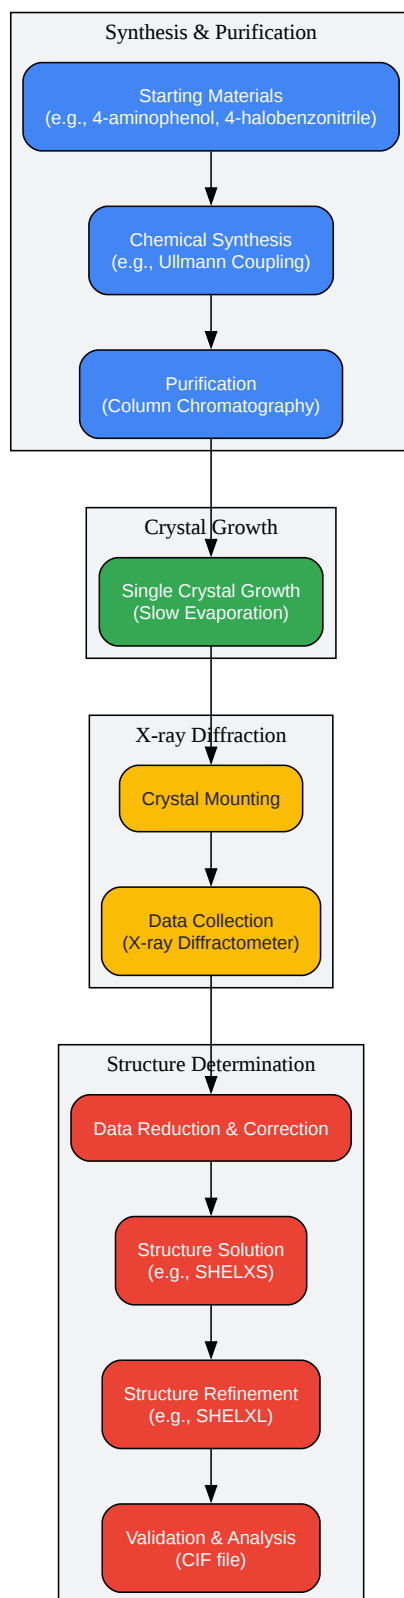 Synthesis & Purification
Starting Materials
(e.g., 4-aminophenol, 4-halobenzonitrile)
Chemical Synthesis
(e.g., Ullmann Coupling)
Purification
(Column Chromatography)
Crystal Growth
Single Crystal Growth
(Slow Evaporation)
X-ray Diffraction
Crystal Mounting
Data Collection
(X-ray Diffractometer)
Structure Determination
Data Reduction & Correction
Structure Solution
(e.g., SHELXS)
Structure Refinement
(e.g., SHELXL)
Validation & Analysis
(CIF file)